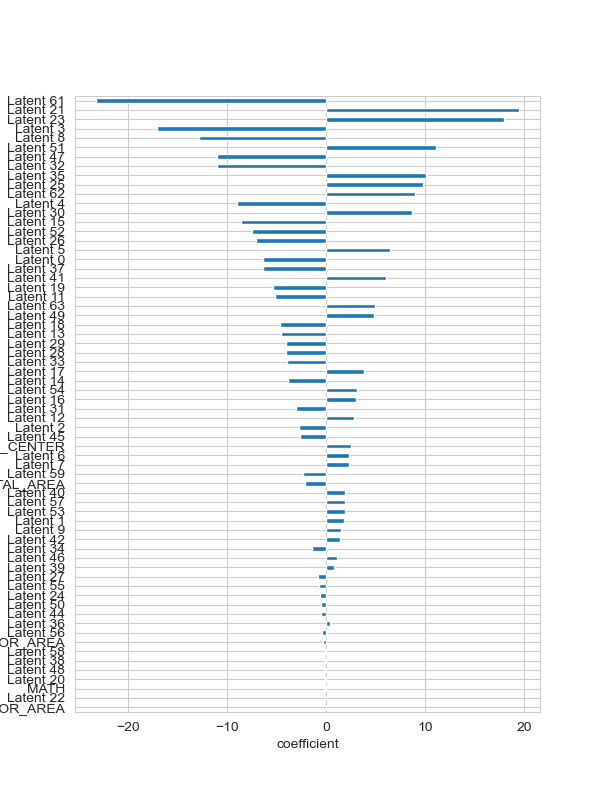 Latent 61
Latent 21
Latent 23
Latent 3
Latent 8
Latent 51
Latent 47
Latent 32
Latent 35
Latent 25
Latent 62
Latent 4
Latent 30
Latent 15
Latent 52
Latent 26
Latent 5
Latent 0
Latent 37
Latent 41
Latent 19
Latent 11
Latent 63
Latent 49
Latent 18
Latent 13
Latent 29
Latent 28
Latent 33
Latent 17
Latent 14
Latent 54
Latent 16
Latent 31
Latent 12
Latent 2
Latent 45
_CENTER
Latent 6
Latent 7
Latent 59
TAL_AREA
Latent 40
Latent 57
Latent 53
Latent 1
Latent 9
Latent 42
Latent 34
Latent 46
Latent 39
Latent 27
Latent 55
Latent 24
Latent 50
Latent 44
Latent 36
Latent 56
OR_AREA
Latent 58
Latent 38
Latent 48
Latent 20
MATH
Latent 22
OR_AREA
−20 −10 0 10 20
coefficient